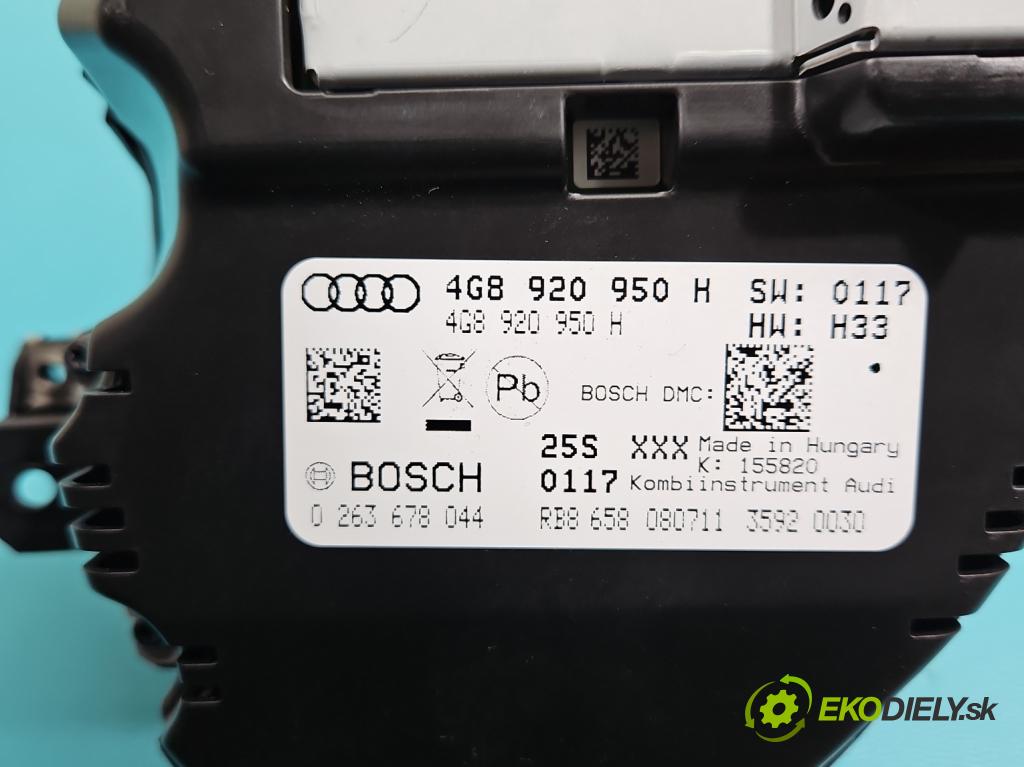 4G8 920 950 H SW: 0117
4G8 920 950 H HW: H33
Pb BOSCH DMC:
25S XXX Made in Hungary
K: 155820
BOSCH 0117 Kombiinstrument Audi
0 263 678 044 RB8 658 080711 3592 0030
EKODIELY.sk